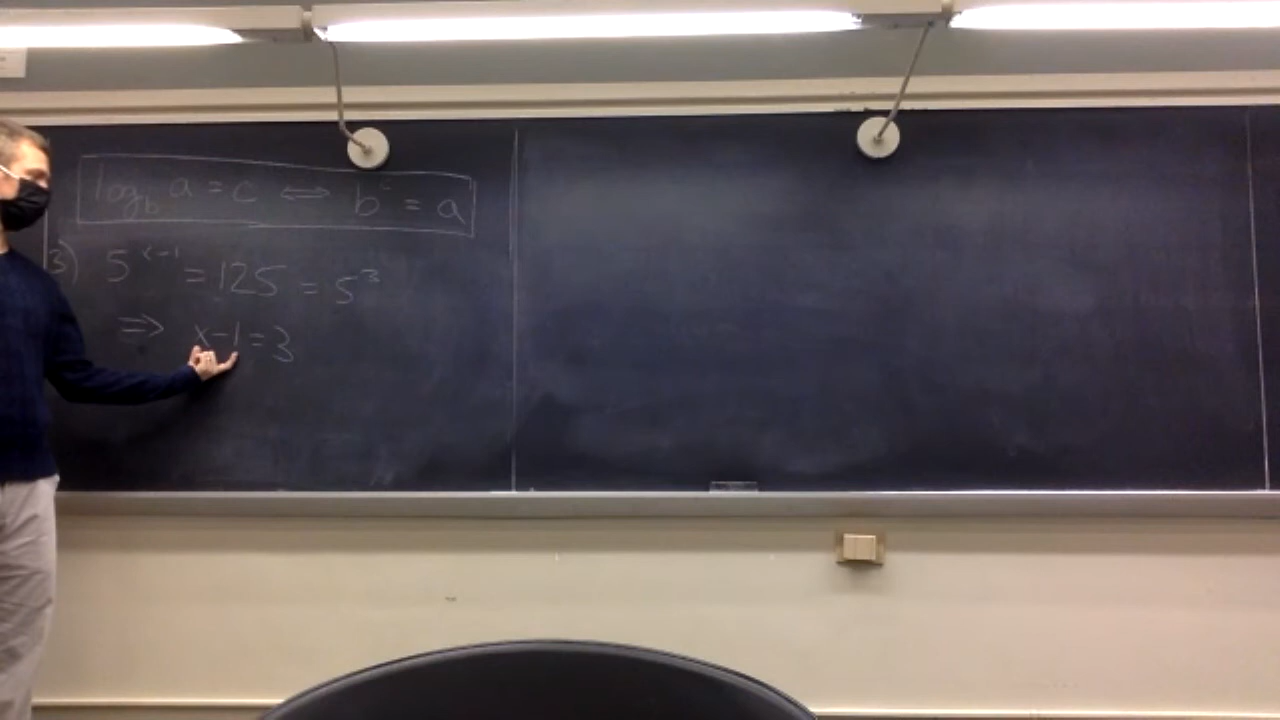 log_b a = c ⟺ b^c = a
3) 5^{x-1} = 125 = 5^3
⟹ x-1 = 3